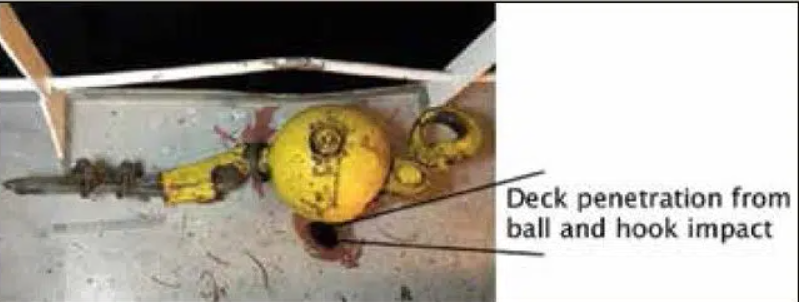 Deck penetration from
ball and hook impact